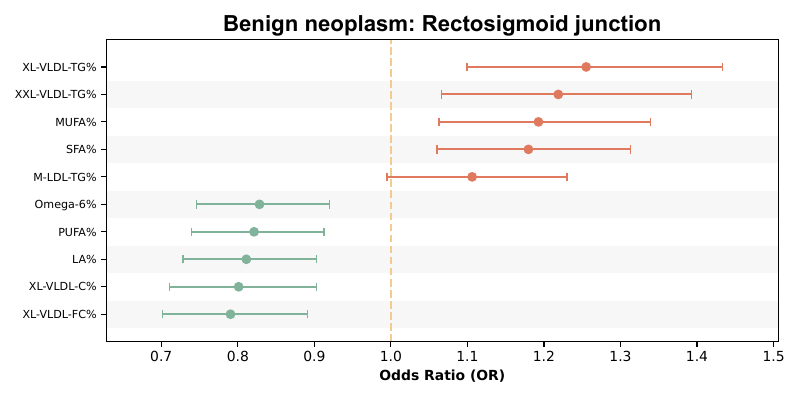 Benign neoplasm: Rectosigmoid junction
XL-VLDL-TG%
XXL-VLDL-TG%
MUFA%
SFA%
M-LDL-TG%
Omega-6%
PUFA%
LA%
XL-VLDL-C%
XL-VLDL-FC%
0.7 0.8 0.9 1.0 1.1 1.2 1.3 1.4 1.5
Odds Ratio (OR)